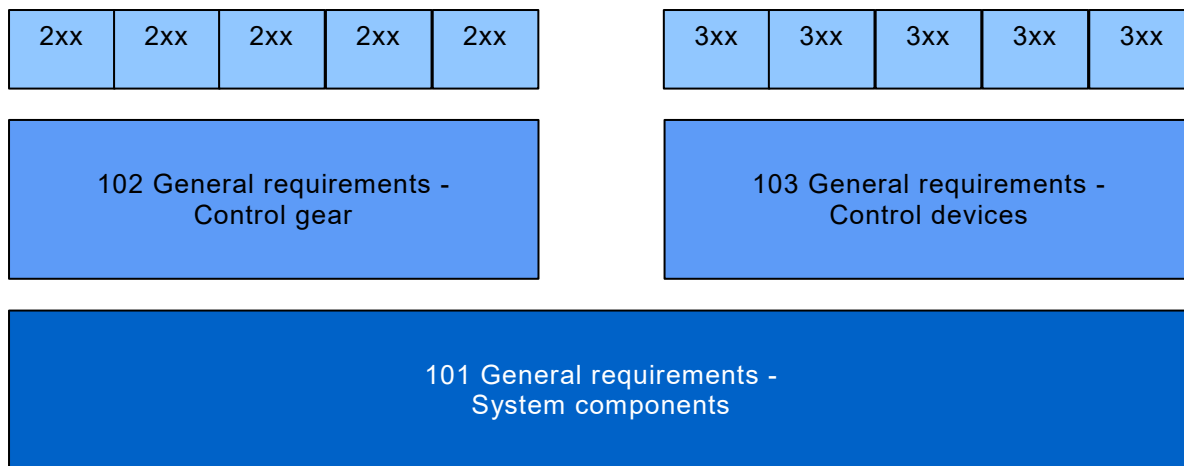 2xx 2xx 2xx 2xx 2xx 3xx 3xx 3xx 3xx 3xx
102 General requirements -
Control gear
103 General requirements -
Control devices
101 General requirements -
System components